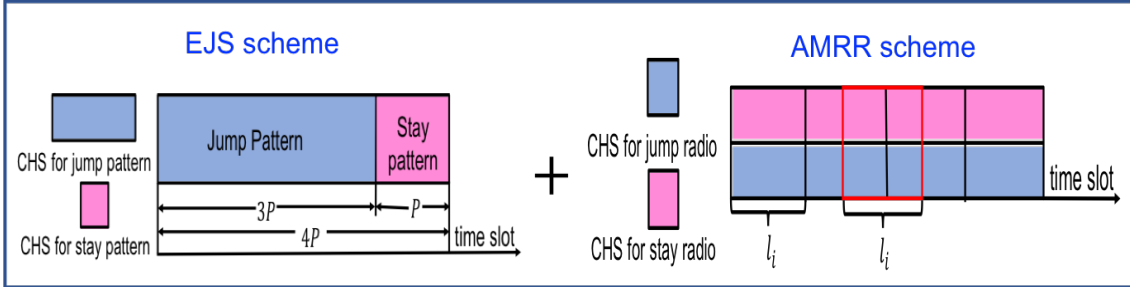 EJS scheme
AMRR scheme
Jump Pattern
Stay
pattern
CHS for jump pattern
CHS for stay pattern
3P
P
4P
time slot
+
CHS for jump radio
CHS for stay radio
time slot
l_i
l_i